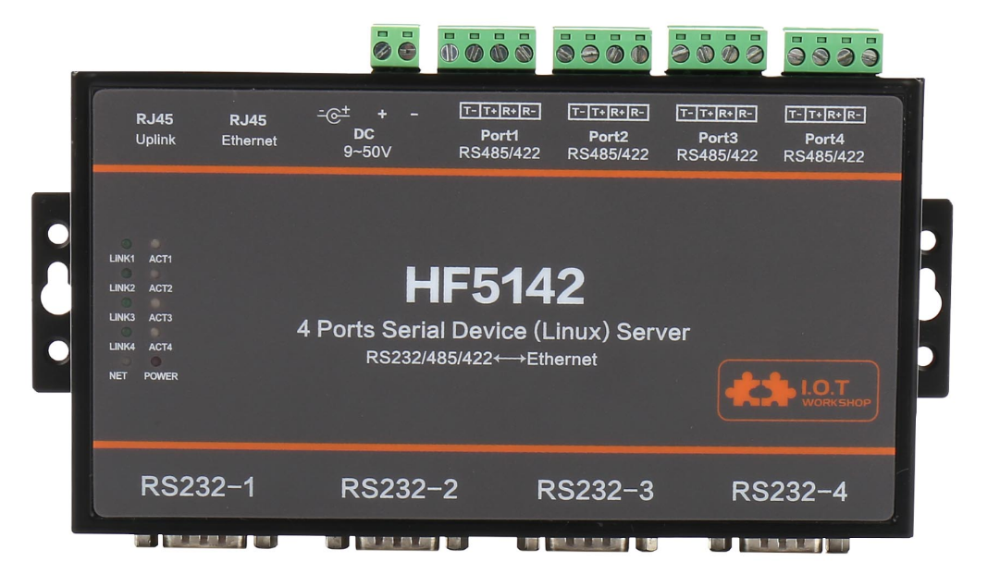 RJ45
Uplink
RJ45
Ethernet
- +
+ -
DC
9~50V
T- T+ R+ R-
Port1
RS485/422
T- T+ R+ R-
Port2
RS485/422
T- T+ R+ R-
Port3
RS485/422
T- T+ R+ R-
Port4
RS485/422
LINK1 ACT1
LINK2 ACT2
LINK3 ACT3
LINK4 ACT4
NET POWER
HF5142
4 Ports Serial Device (Linux) Server
RS232/485/422⟷Ethernet
I.O.T
WORKSHOP
RS232-1 RS232-2 RS232-3 RS232-4